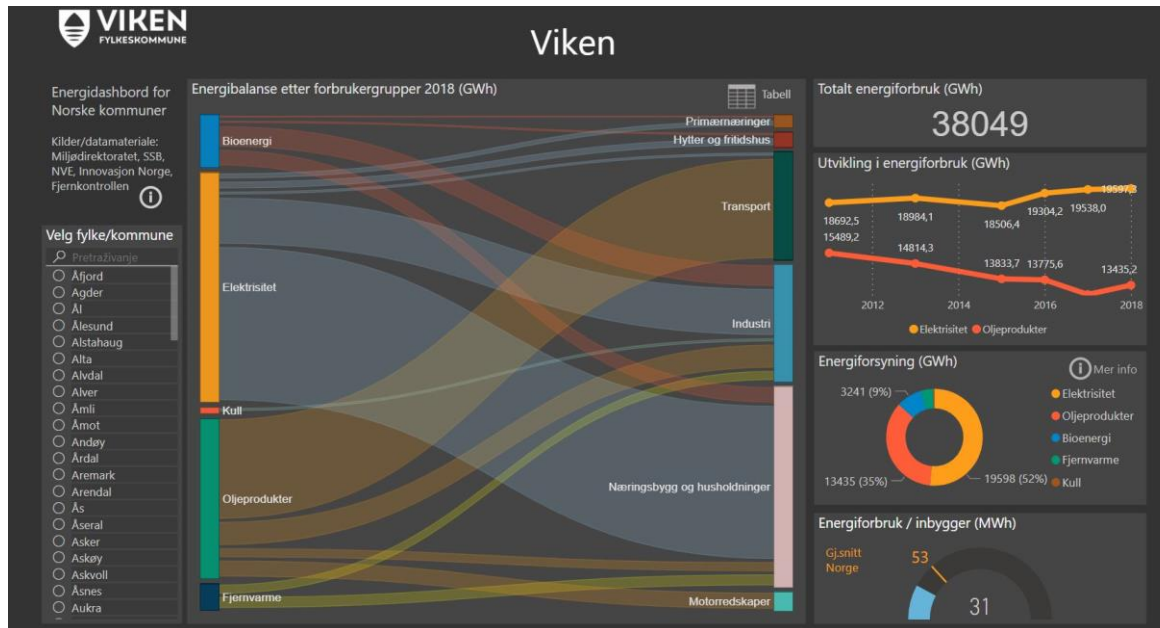 VIKEN
FYLKESKOMMUNE
Viken
Energidashbord for
Norske kommuner
Kilder/datamateriale:
Miljødirektoratet, SSB,
NVE, Innovasjon Norge,
Fjernkontrollen
Velg fylke/kommune
Pretraživanje
Åfjord
Agder
Ål
Ålesund
Alstahaug
Alta
Alvdal
Alver
Åmli
Åmot
Andøy
Årdal
Aremark
Arendal
Ås
Åseral
Asker
Askøy
Askvoll
Åsnes
Aukra
Energibalanse etter forbrukergrupper 2018 (GWh)
Tabell
Bioenergi
Elektrisitet
Kull
Oljeprodukter
Fjernvarme
Primærnæringer
Hytter og fritidshus
Transport
Industri
Næringsbygg og husholdninger
Motorredskaper
Totalt energiforbruk (GWh)
38049
Utvikling i energiforbruk (GWh)
18692,5
18984,1
18506,4
19304,2
19538,0
19597,8
15489,2
14814,3
13833,7
13775,6
13435,2
2012
2014
2016
2018
Elektrisitet
Oljeprodukter
Energiforsyning (GWh)
Mer info
3241 (9%)
13435 (35%)
19598 (52%)
Elektrisitet
Oljeprodukter
Bioenergi
Fjernvarme
Kull
Energiforbruk / inbygger (MWh)
Gj.snitt
Norge
53
31